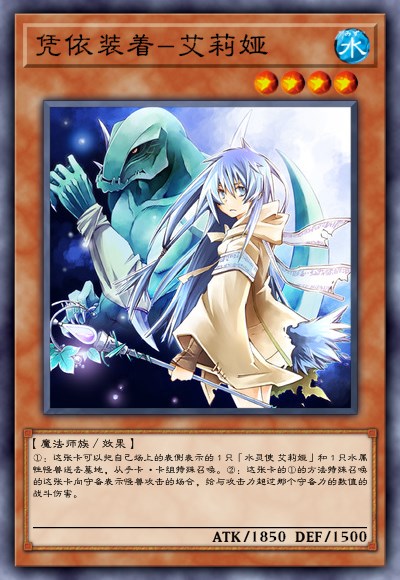 凭依装着–艾莉娅
水
【魔法师族／效果】
①：这张卡可以把自己场上的表侧表示的1只「水灵使 艾莉娅」和1只水属
性怪兽送去墓地，从手卡·卡组特殊召唤。②：这张卡的①的方法特殊召唤
的这张卡向守备表示怪兽攻击的场合，给与攻击力超过那个守备力的数值的
战斗伤害。
ATK/1850 DEF/1500